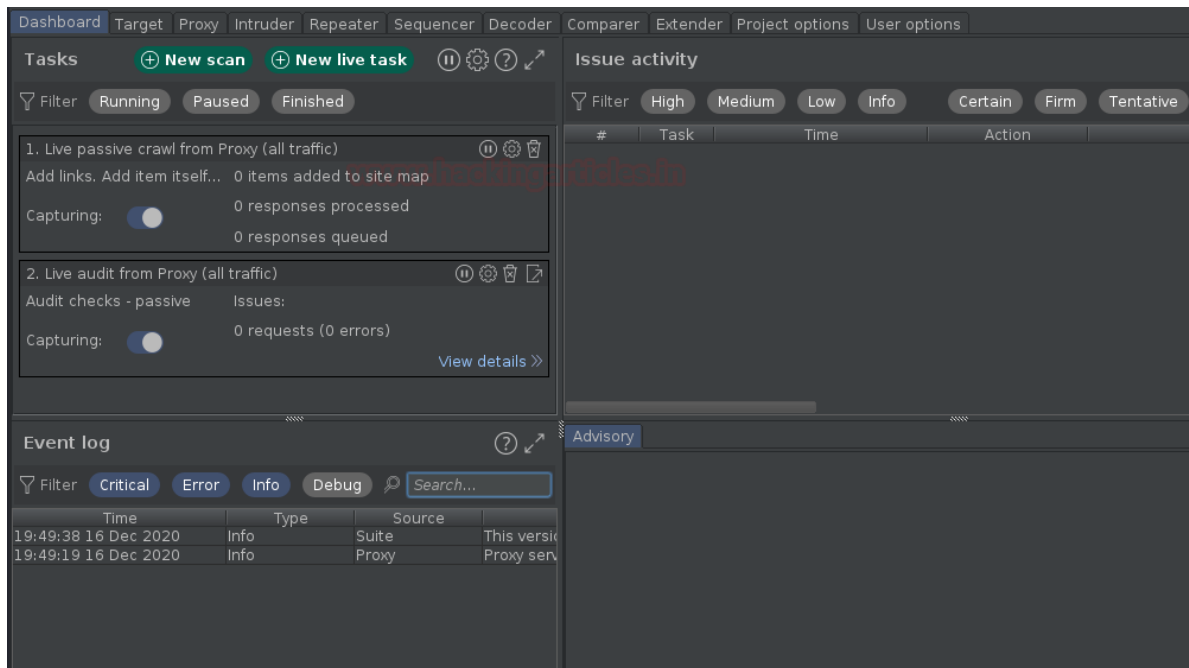 Dashboard Target Proxy Intruder Repeater Sequencer Decoder Comparer Extender Project options User options
Tasks New scan New live task
Filter Running Paused Finished
1. Live passive crawl from Proxy (all traffic)
Add links. Add item itself... 0 items added to site map
0 responses processed
Capturing:
0 responses queued
2. Live audit from Proxy (all traffic)
Audit checks - passive Issues:
0 requests (0 errors)
Capturing:
View details
Issue activity
Filter High Medium Low Info Certain Firm Tentative
# Task Time Action
www.hackingarticles.in
Event log
Filter Critical Error Info Debug Search...
Time Type Source
19:49:38 16 Dec 2020 Info Suite This versio
19:49:19 16 Dec 2020 Info Proxy Proxy serv
Advisory